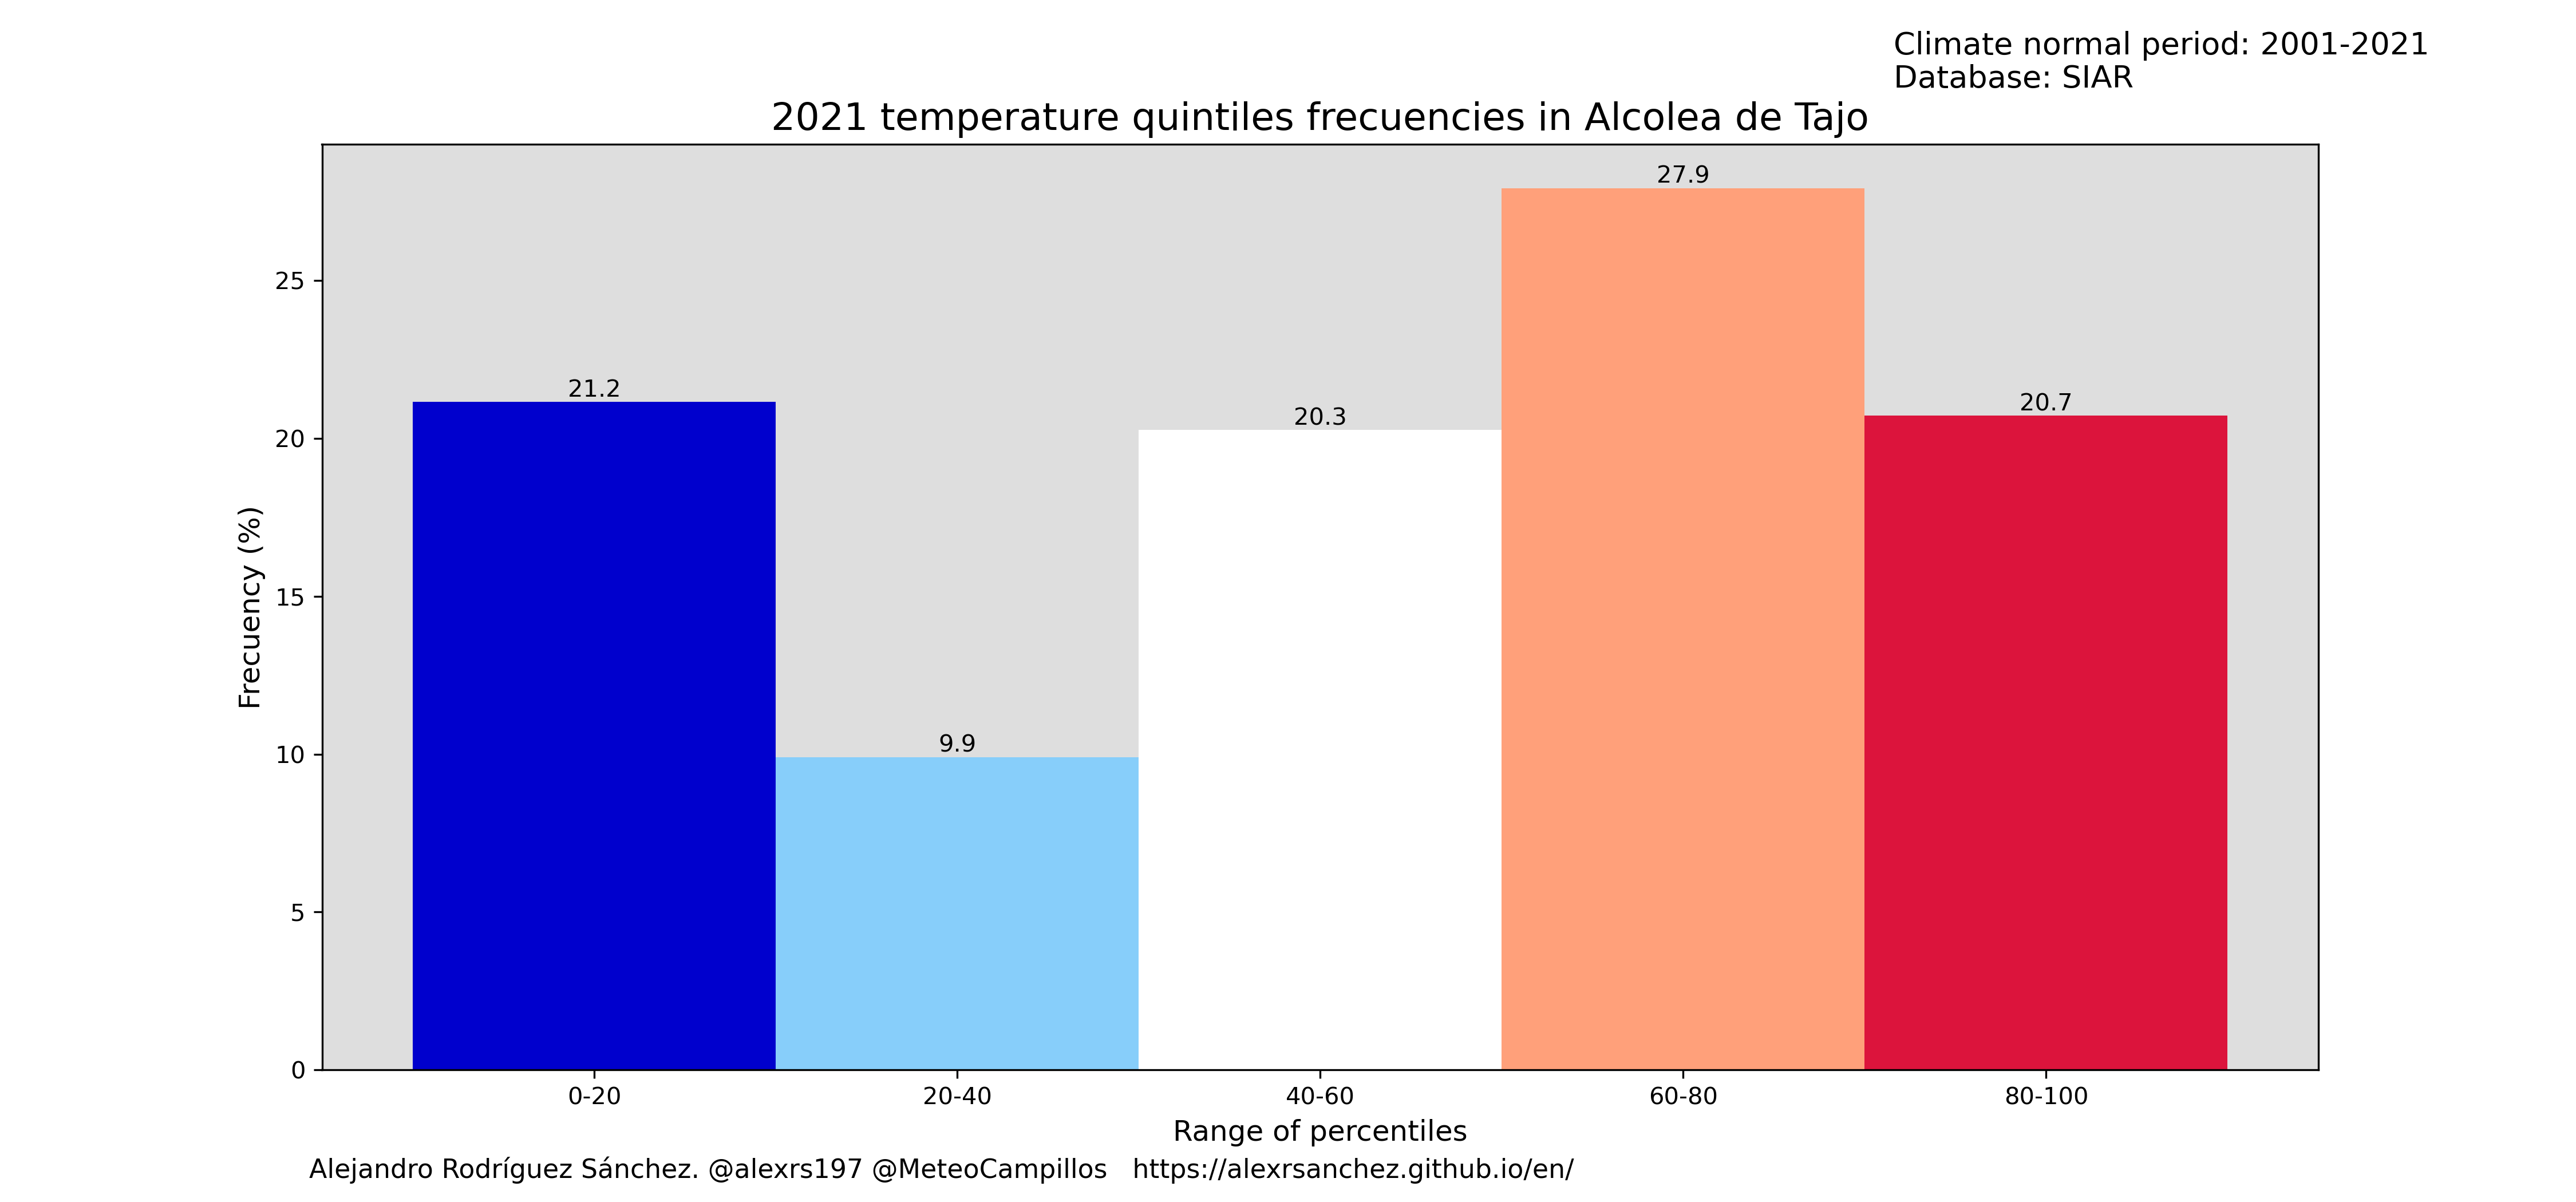 Climate normal period: 2001-2021
Database: SIAR
2021 temperature quintiles frecuencies in Alcolea de Tajo
27.9
25
21.2
20.7
20.3
20
Frecuency (%)
15
9.9
10
5
0
0-20 20-40 40-60 60-80 80-100
Range of percentiles
Alejandro Rodríguez Sánchez. @alexrs197 @MeteoCampillos https://alexrsanchez.github.io/en/